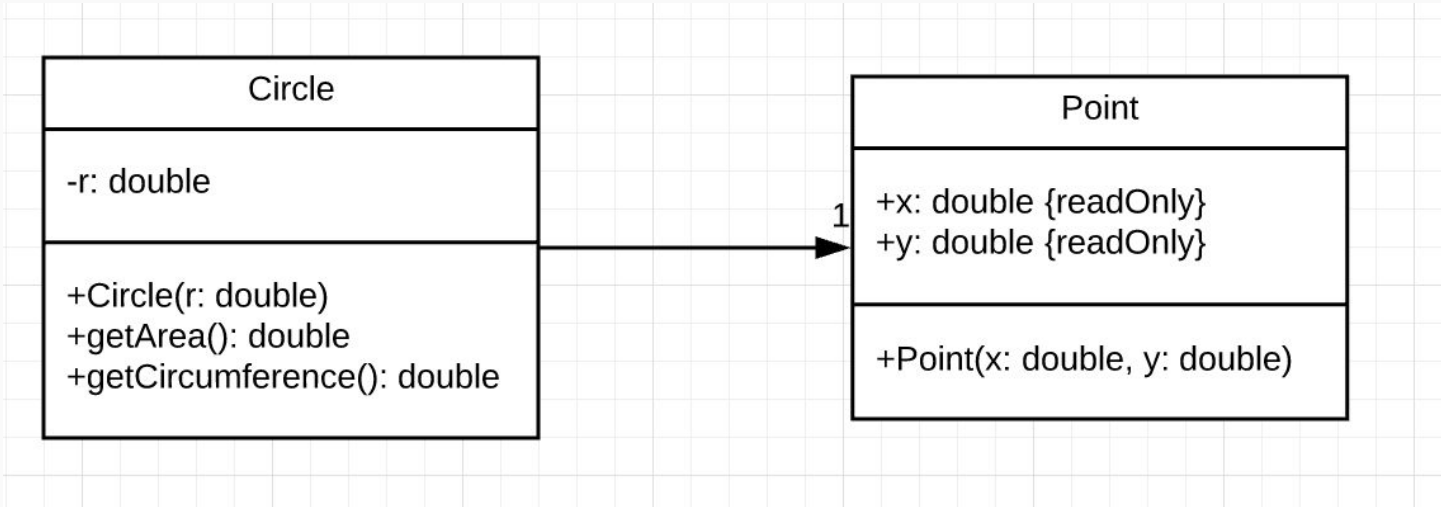 Circle
-r: double
+Circle(r: double)
+getArea(): double
+getCircumference(): double
1
Point
+x: double {readOnly}
+y: double {readOnly}
+Point(x: double, y: double)